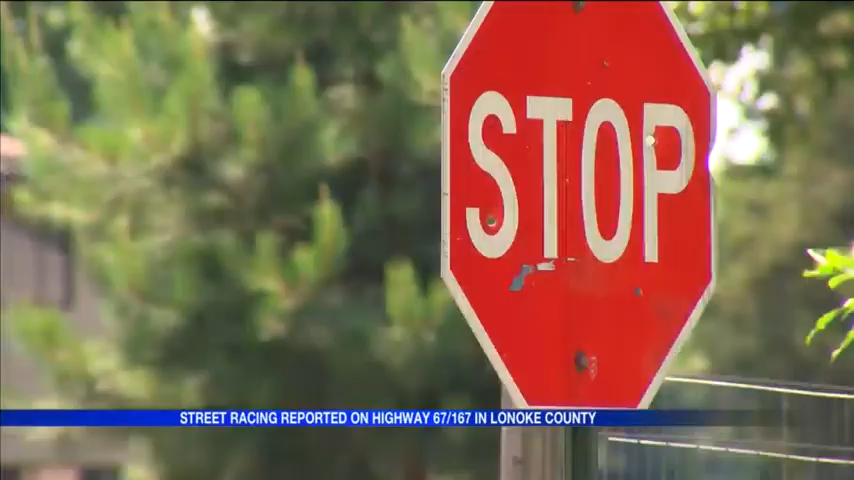 STOP
STREET RACING REPORTED ON HIGHWAY 67/167 IN LONOKE COUNTY